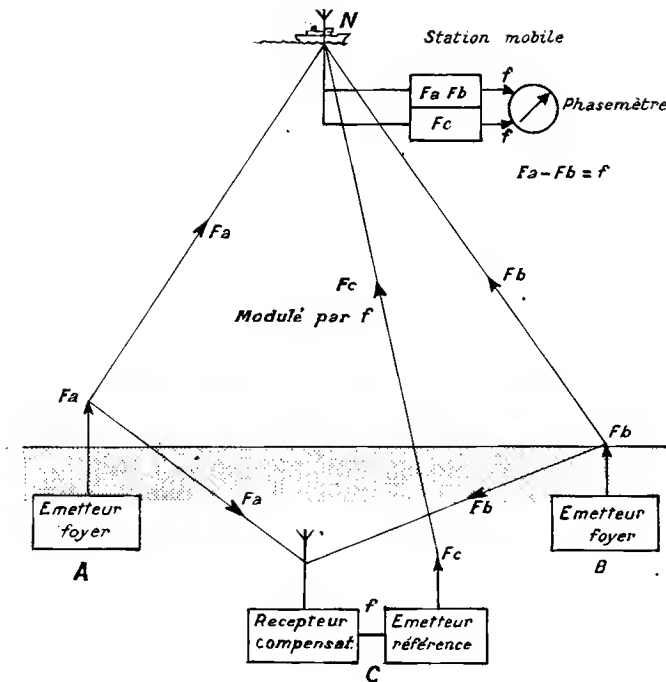 N
Station mobile
f
Fa Fb
Phasemètre
Fc
f
Fa-Fb = f
Fa
Fb
Fc
Modulé par f
Fa
Fb
Fa
Fb
Emetteur
foyer
A
Emetteur
foyer
B
Fc
f
Recepteur
compensat.
Emetteur
référence
C